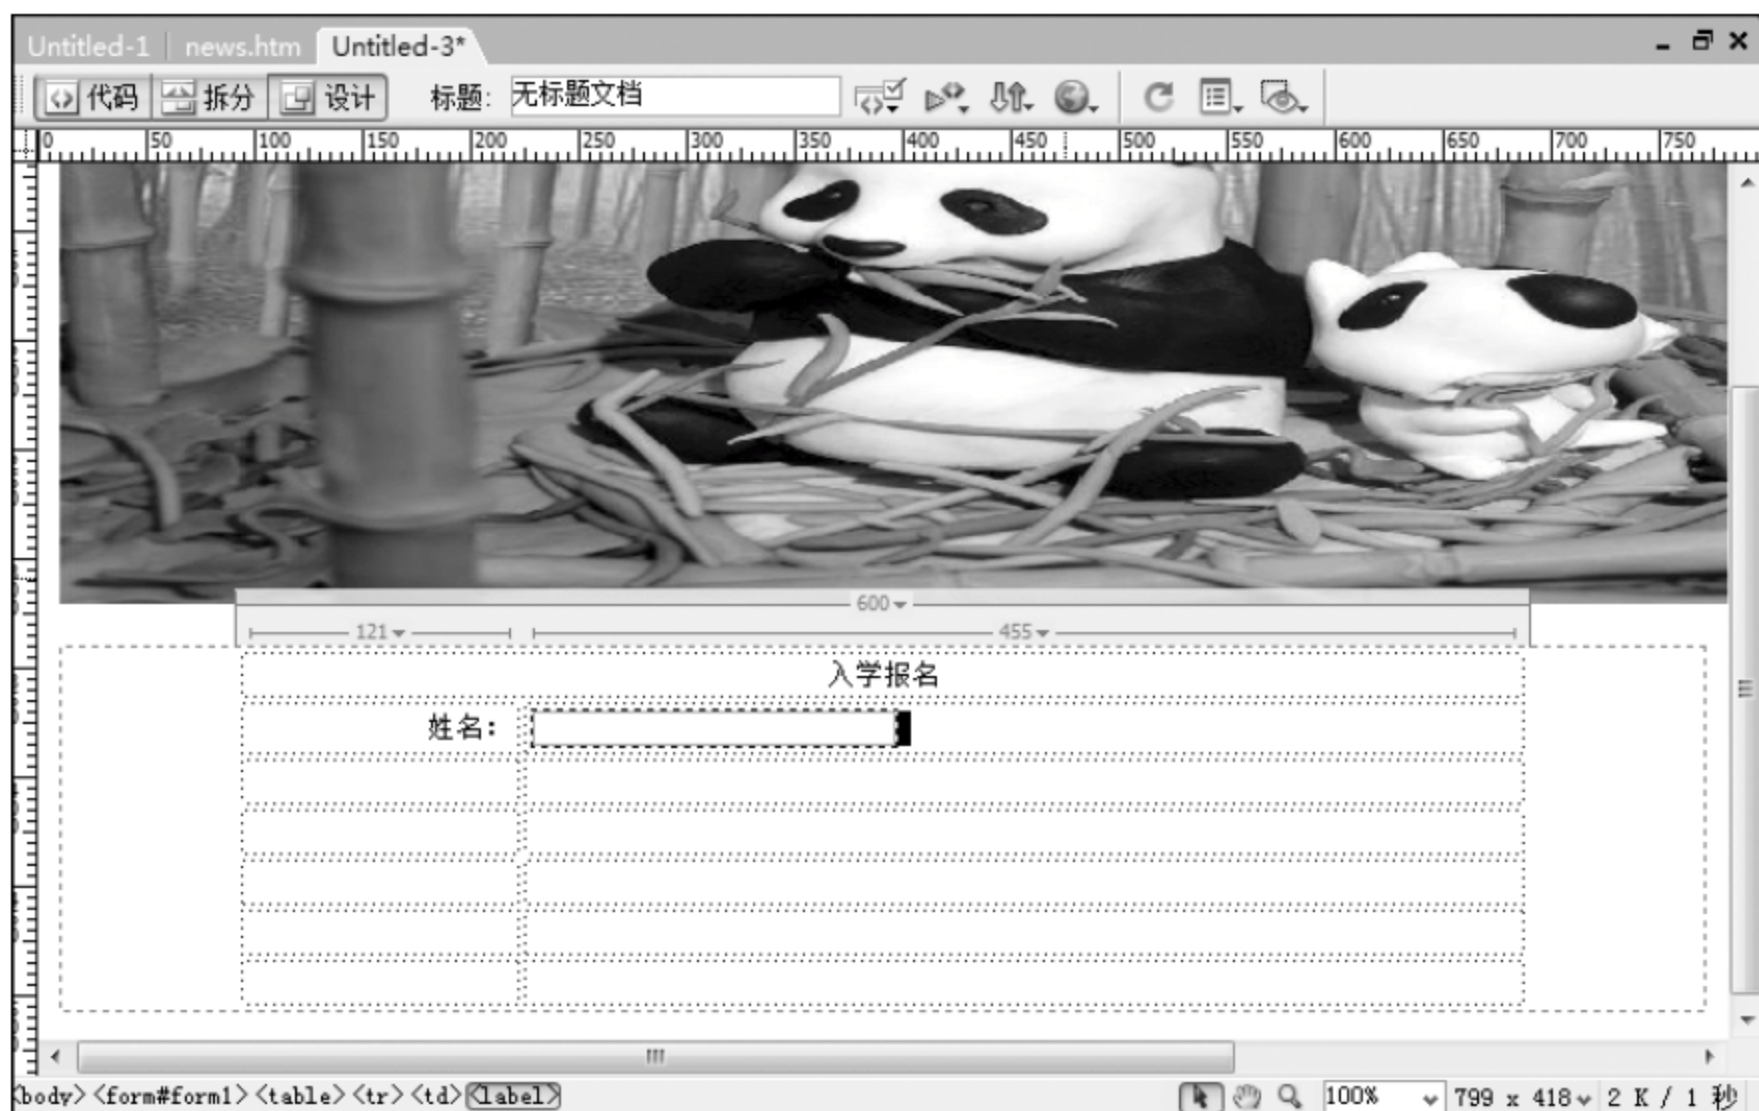 Untitled-1 news.htm Untitled-3*
代码 拆分 设计 标题: 无标题文档
0 50 100 150 200 250 300 350 400 450 500 550 600 650 700 750
600
121 455
入学报名
姓名:
<body> <form#form1> <table> <tr> <td> <label> 100% 799 x 418 2 K / 1 秒